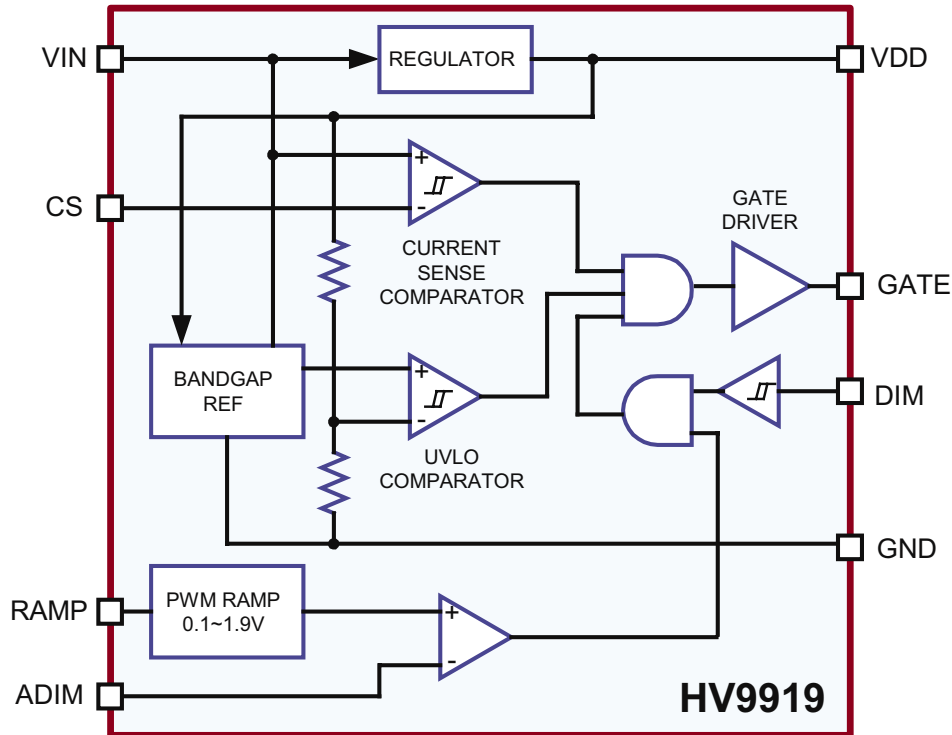 VIN
REGULATOR
VDD
+
-
CS
CURRENT
SENSE
COMPARATOR
GATE
DRIVER
GATE
BANDGAP
REF
+
-
DIM
UVLO
COMPARATOR
GND
RAMP
PWM RAMP
0.1~1.9V
+
-
ADIM
HV9919